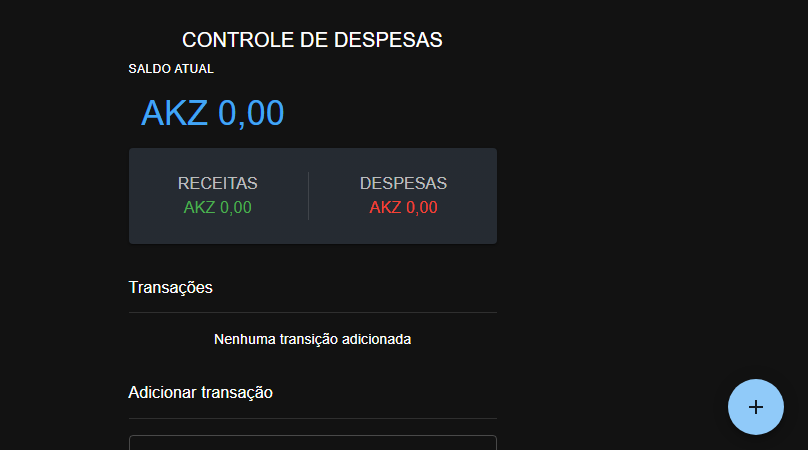 CONTROLE DE DESPESAS
SALDO ATUAL
AKZ 0,00
RECEITAS
AKZ 0,00
DESPESAS
AKZ 0,00
Transações
Nenhuma transição adicionada
Adicionar transação
+